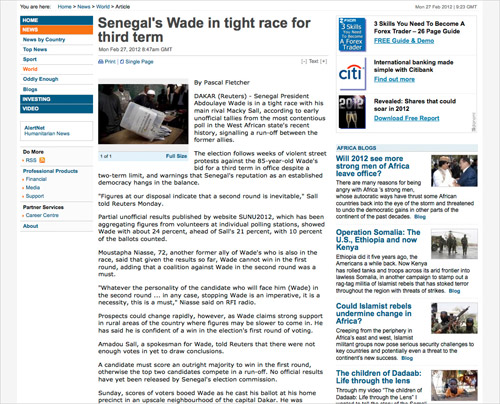 You are here: Home > News > World > Article
Mon 27 Feb 2012 | 9:23 GMT
HOME
NEWS
News by Country
Top News
Sport
World
Oddly Enough
Blogs
INVESTING
VIDEO
AlertNet
Humanitarian News
Do More
RSS
Professional Products
Financial
Media
Support
Partner Services
Career Centre
About
Senegal's Wade in tight race for
third term
Mon Feb 27, 2012 8:47am GMT
Print | Single Page
[-] Text [+]
1 of 1 Full Size
By Pascal Fletcher
DAKAR (Reuters) - Senegal President
Abdoulaye Wade is in a tight race with his
main rival Macky Sall, according to early
unofficial tallies from the most contentious
poll in the West African state's recent
history, signalling a run-off between the
former allies.
The election follows weeks of violent street
protests against the 85-year-old Wade's
bid for a third term in office despite a
two-term limit, and warnings that Senegal's reputation as an established
democracy hangs in the balance.
"Figures at our disposal indicate that a second round is inevitable," Sall
told Reuters Monday.
Partial unofficial results published by website SUNU2012, which has been
aggregating figures from volunteers at individual polling stations, showed
Wade with about 24 percent, ahead of Sall's 21 percent, with 10 percent
of the ballots counted.
Moustapha Niasse, 72, another former ally of Wade's who is also in the
race, said that given the results so far, Wade cannot win in the first
round, adding that a coalition against Wade in the second round was a
must.
"Whatever the personality of the candidate who will face him (Wade) in
the second round ... in any case, stopping Wade is an imperative, it is a
necessity, this is a must," Niasse said on RFI radio.
Prospects could change rapidly, however, as Wade claims strong support
in rural areas of the country where figures may be slower to come in. He
has said he is confident of a win in the election's first round of voting.
Amadou Sall, a spokesman for Wade, told Reuters that there were not
enough votes in yet to draw conclusions.
A candidate must score an outright majority to win in the first round,
otherwise the top two candidates compete in a run-off. No official results
have yet been released by Senegal's election commission.
Sunday, scores of voters booed Wade as he cast his ballot at his home
precinct in an upscale neighbourhood of the capital Dakar. He was
3 Skills You Need To Become A
Forex Trader – 26 Page Guide
FREE Guide & Demo
International banking made
simple with Citibank
Find out more
Revealed: Shares that could
soar in 2012
Download Free Report
3 Skills You
Need To
Become A
Forex Trader
citi
2012
AFRICA BLOGS
Will 2012 see more
strong men of Africa
leave office?
There are many reasons for being
angry with Africa's strong men,
whose autocratic ways have thrust some African
countries back into the eye of the storm and threatened
to undo democratic gains in other parts of the
continent of the past decades. Blog
Operation Somalia: The
U.S., Ethiopia and now
Kenya
Ethiopia did it five years ago, the
Americans a while back. Now Kenya
has rolled tanks and troops across its arid frontier into
lawless Somalia, in another campaign to stamp out a
rag-tag militia of Islamist rebels that has stoked terror
throughout the region with threats of strikes. Blog
Could Islamist rebels
undermine change in
Africa?
Creeping from the periphery in
Africa's east and west, Islamist
militant groups now pose serious security challenges to
key countries and potentially even a threat to the
continent's new success. Blog
The children of Dadaab:
Life through the lens
Through my video "The children of
Dadaab: Life through the Lens" I